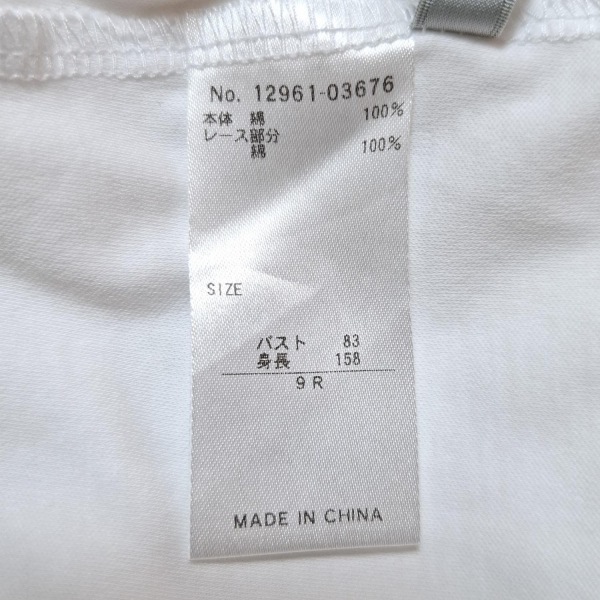 No. 12961-03676
本体 綿 100%
レース部分
綿 100%
SIZE
バスト 83
身長 158
9R
MADE IN CHINA